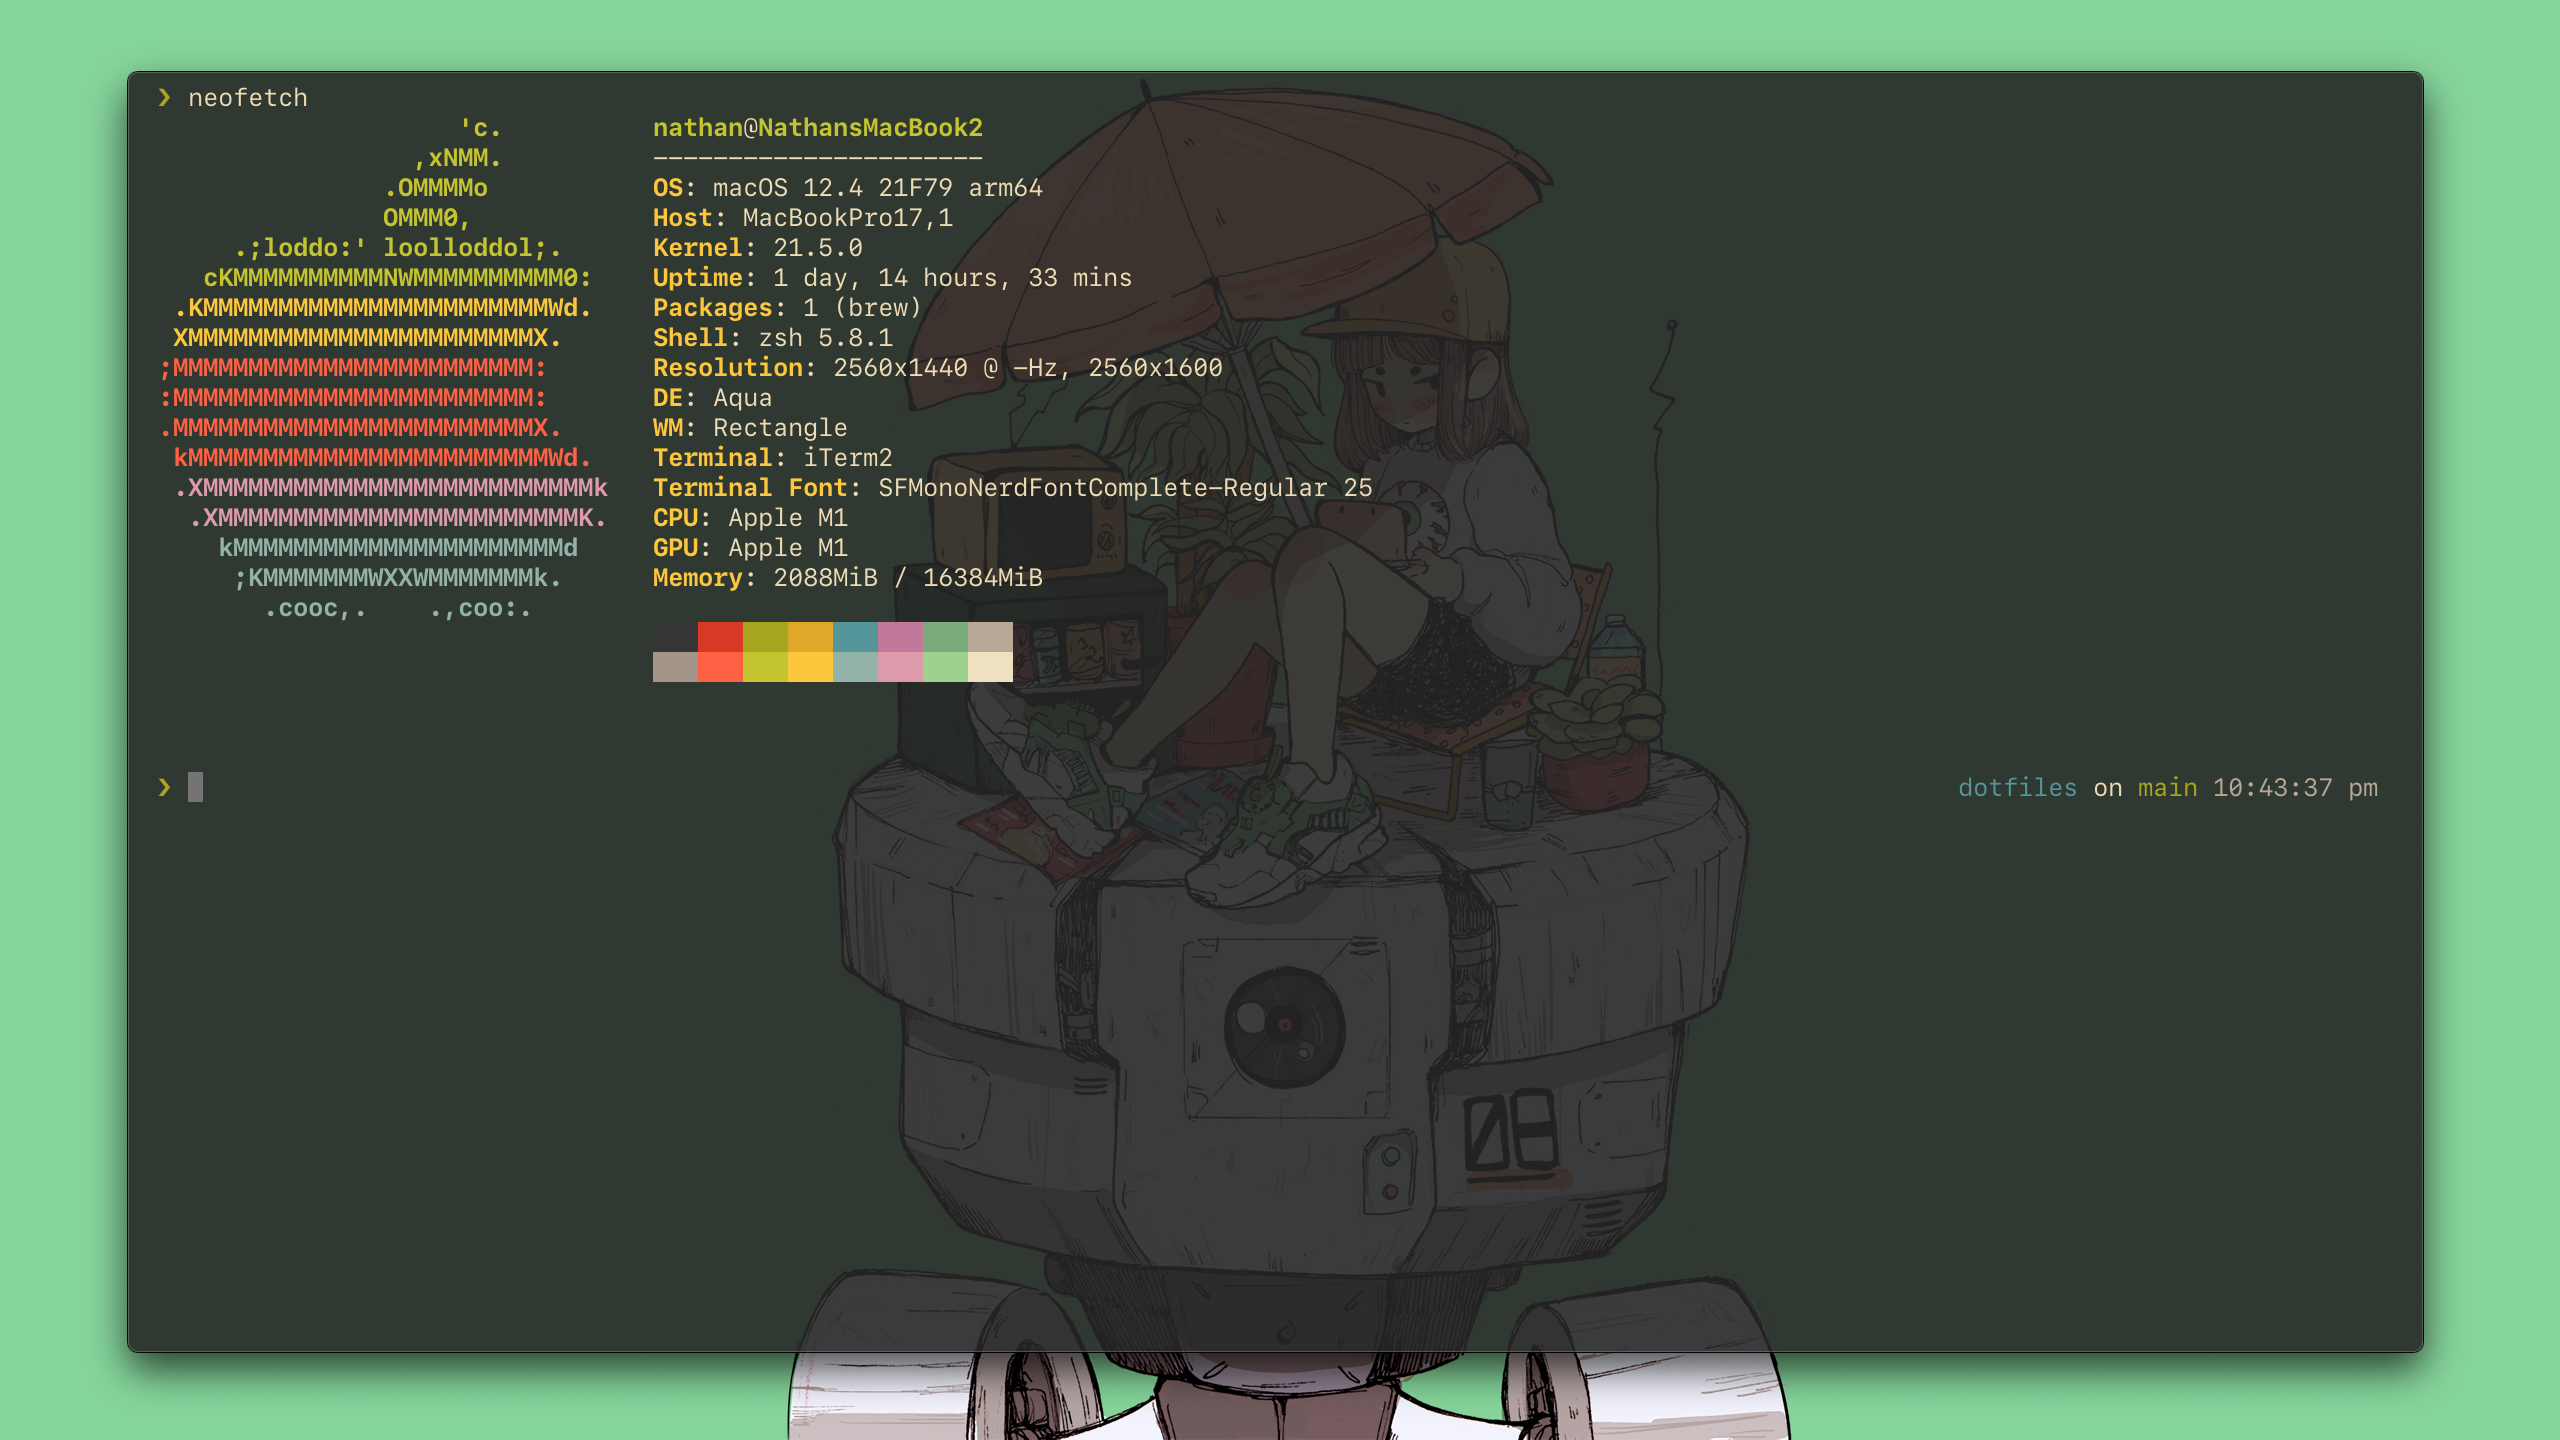 ❯ neofetch
'c.
,xNMM.
.OMMMMo
OMMM0,
.;loddo:' loolloddol;.
cKMMMMMMMMMMNWMMMMMMMMMM0:
.KMMMMMMMMMMMMMMMMMMMMMMMWd.
XMMMMMMMMMMMMMMMMMMMMMMMX.
;MMMMMMMMMMMMMMMMMMMMMMMM:
:MMMMMMMMMMMMMMMMMMMMMMMM:
.MMMMMMMMMMMMMMMMMMMMMMMMX.
kMMMMMMMMMMMMMMMMMMMMMMMMWd.
.XMMMMMMMMMMMMMMMMMMMMMMMMMMk
.XMMMMMMMMMMMMMMMMMMMMMMMMK.
kMMMMMMMMMMMMMMMMMMMMMMd
;KMMMMMMMWXXWMMMMMMMk.
.cooc,.    .,coo:.
nathan@NathansMacBook2
----------------------
OS: macOS 12.4 21F79 arm64
Host: MacBookPro17,1
Kernel: 21.5.0
Uptime: 1 day, 14 hours, 33 mins
Packages: 1 (brew)
Shell: zsh 5.8.1
Resolution: 2560x1440 @ -Hz, 2560x1600
DE: Aqua
WM: Rectangle
Terminal: iTerm2
Terminal Font: SFMonoNerdFontComplete-Regular 25
CPU: Apple M1
GPU: Apple M1
Memory: 2088MiB / 16384MiB
❯ dotfiles on main 10:43:37 pm
08